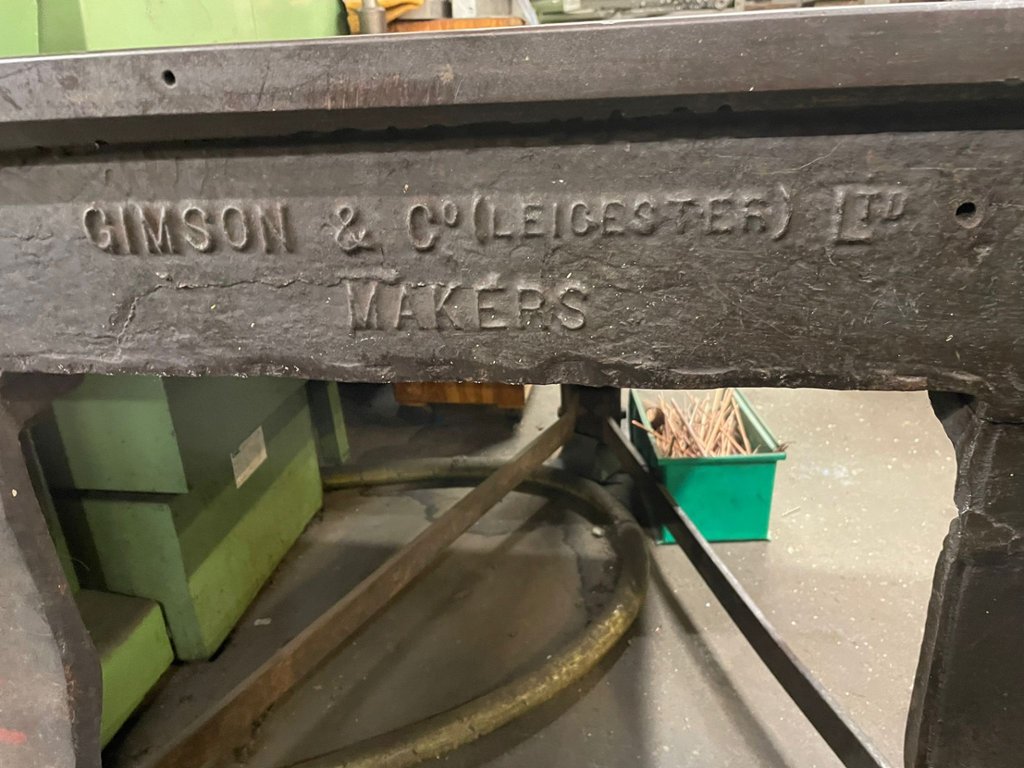 GIMSON & Cº (LEICESTER) LTD
MAKERS